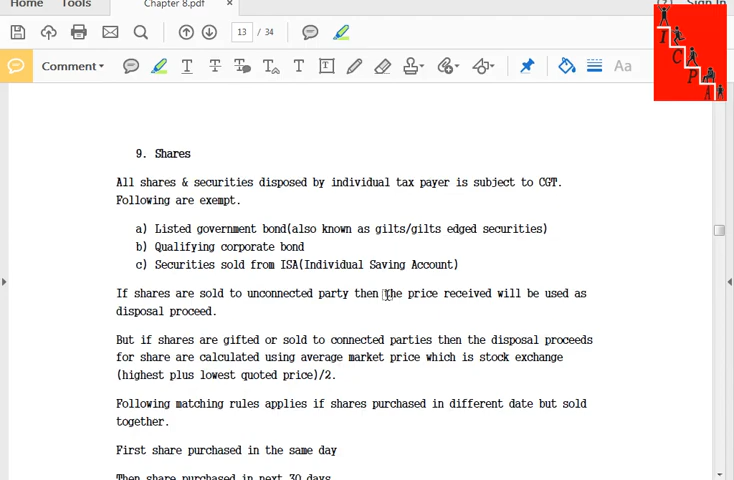 Home Tools Chapter 8.pdf × Sign In
13 / 34
Comment Aa
9. Shares
All shares & securities disposed by individual tax payer is subject to CGT.
Following are exempt.
a) Listed government bond(also known as gilts/gilts edged securities)
b) Qualifying corporate bond
c) Securities sold from ISA(Individual Saving Account)
If shares are sold to unconnected party then the price received will be used as
disposal proceed.
But if shares are gifted or sold to connected parties then the disposal proceeds
for share are calculated using average market price which is stock exchange
(highest plus lowest quoted price)/2.
Following matching rules applies if shares purchased in different date but sold
together.
First share purchased in the same day
Then share purchased in next 30 days
I
C
P
A